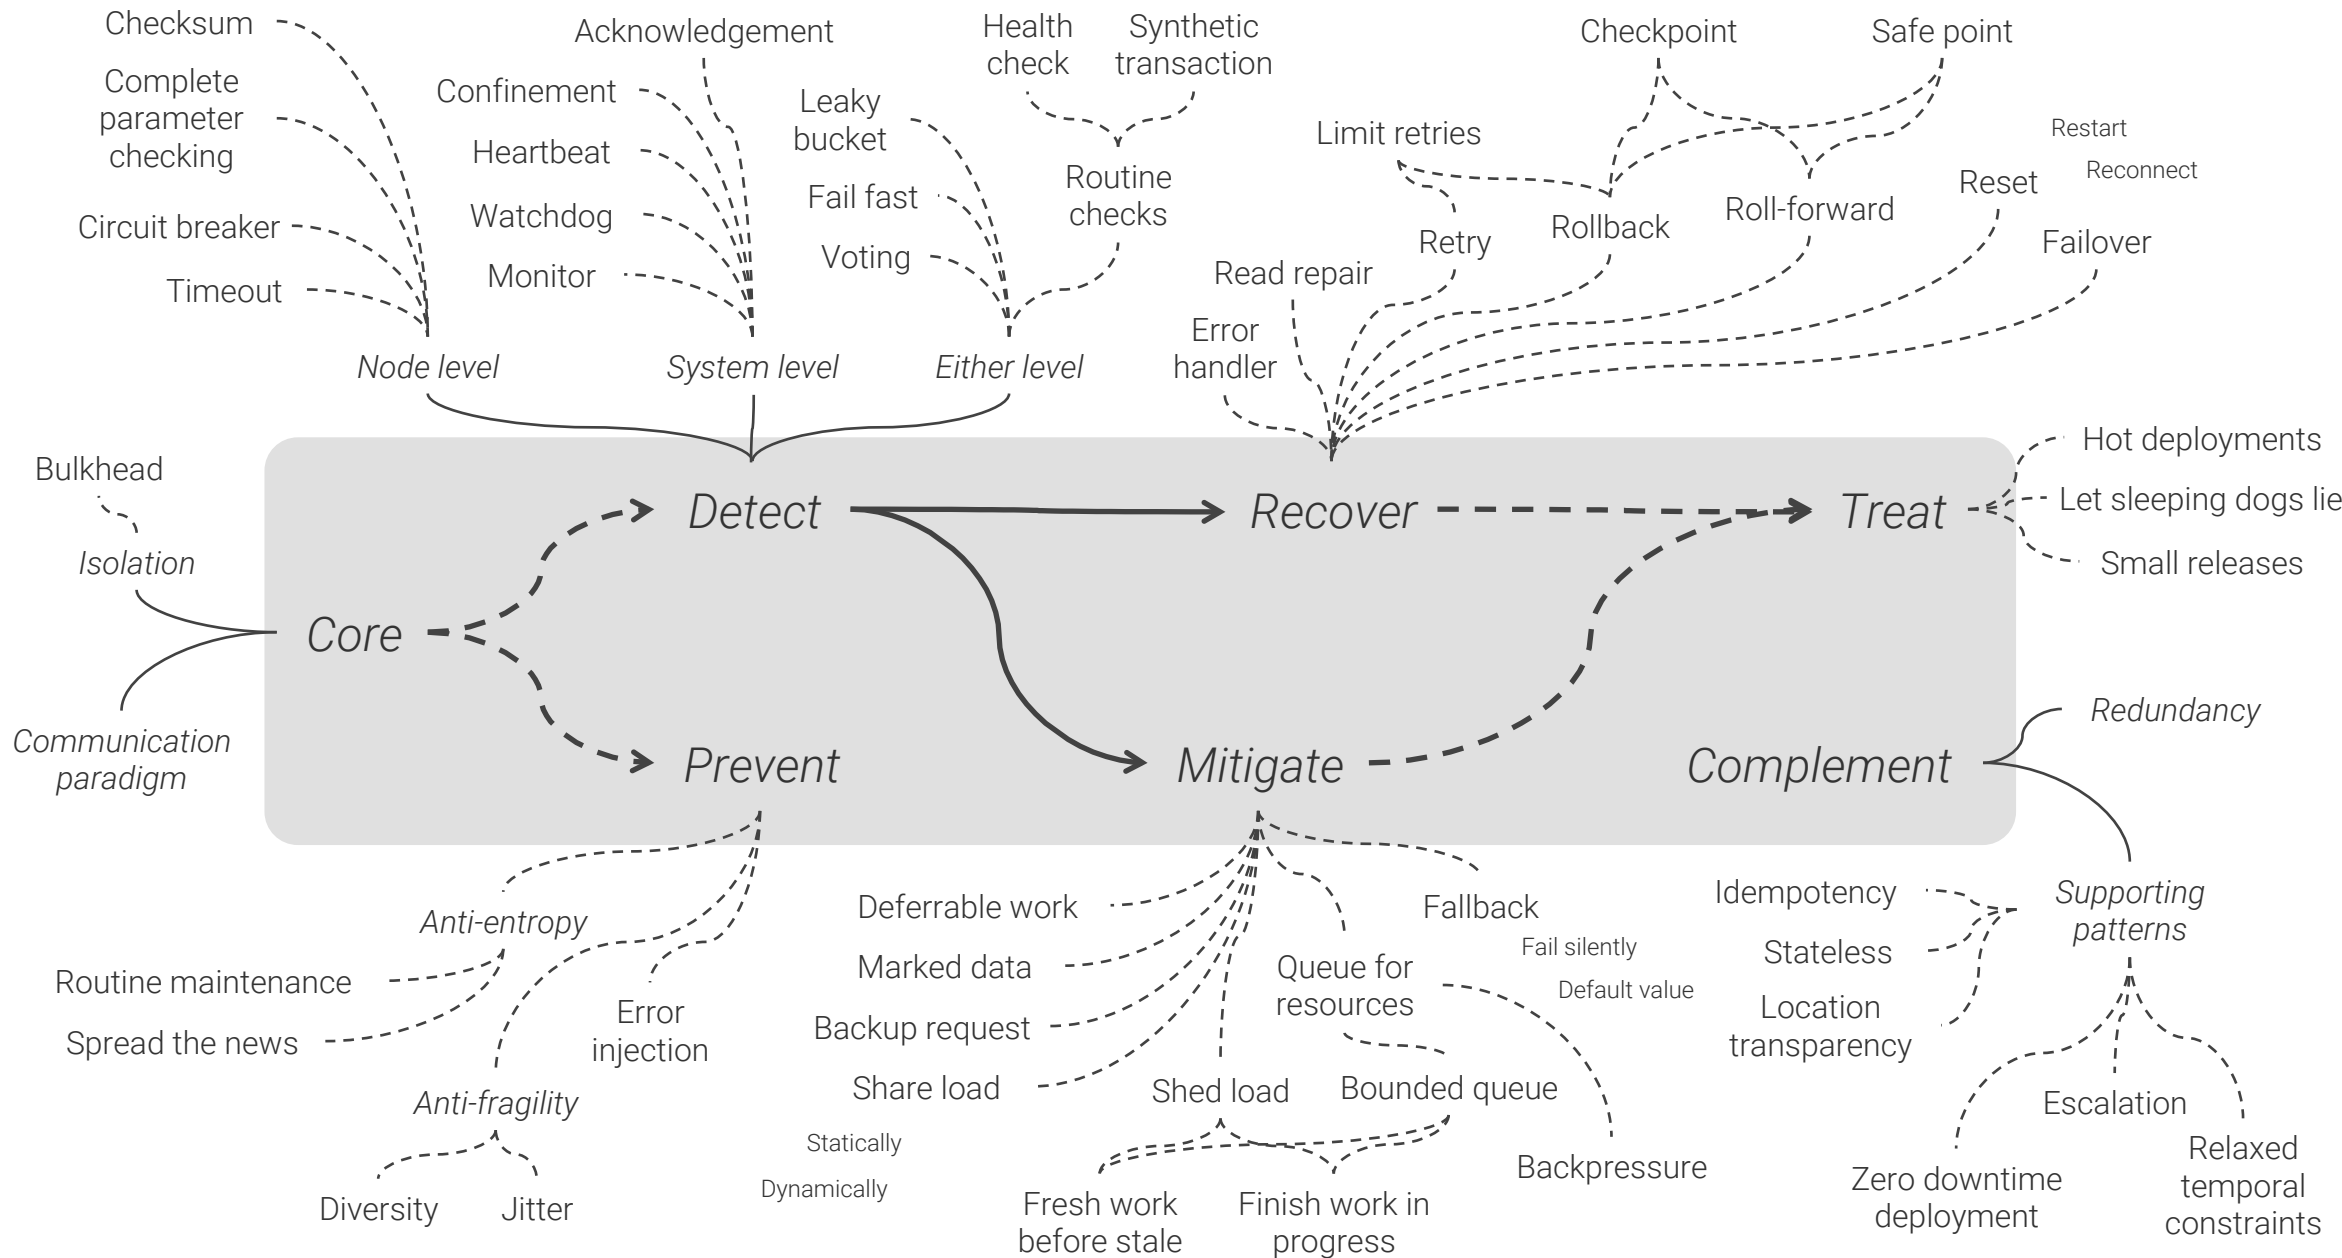 Checksum
Acknowledgement
Health
check
Synthetic
transaction
Checkpoint
Safe point
Complete
parameter
checking
Confinement
Leaky
bucket
Limit retries
Restart
Heartbeat
Routine
checks
Reset
Reconnect
Circuit breaker
Watchdog
Fail fast
Retry
Rollback
Roll-forward
Failover
Timeout
Monitor
Voting
Read repair
Error
handler
Node level
System level
Either level
Bulkhead
Isolation
Communication
paradigm
Core
Detect
Recover
Treat
Hot deployments
Let sleeping dogs lie
Small releases
Prevent
Mitigate
Complement
Redundancy
Anti-entropy
Routine maintenance
Spread the news
Error
injection
Anti-fragility
Diversity
Jitter
Deferrable work
Marked data
Backup request
Share load
Statically
Dynamically
Shed load
Queue for
resources
Bounded queue
Fresh work
before stale
Finish work in
progress
Fallback
Fail silently
Default value
Backpressure
Idempotency
Stateless
Location
transparency
Supporting
patterns
Escalation
Zero downtime
deployment
Relaxed
temporal
constraints